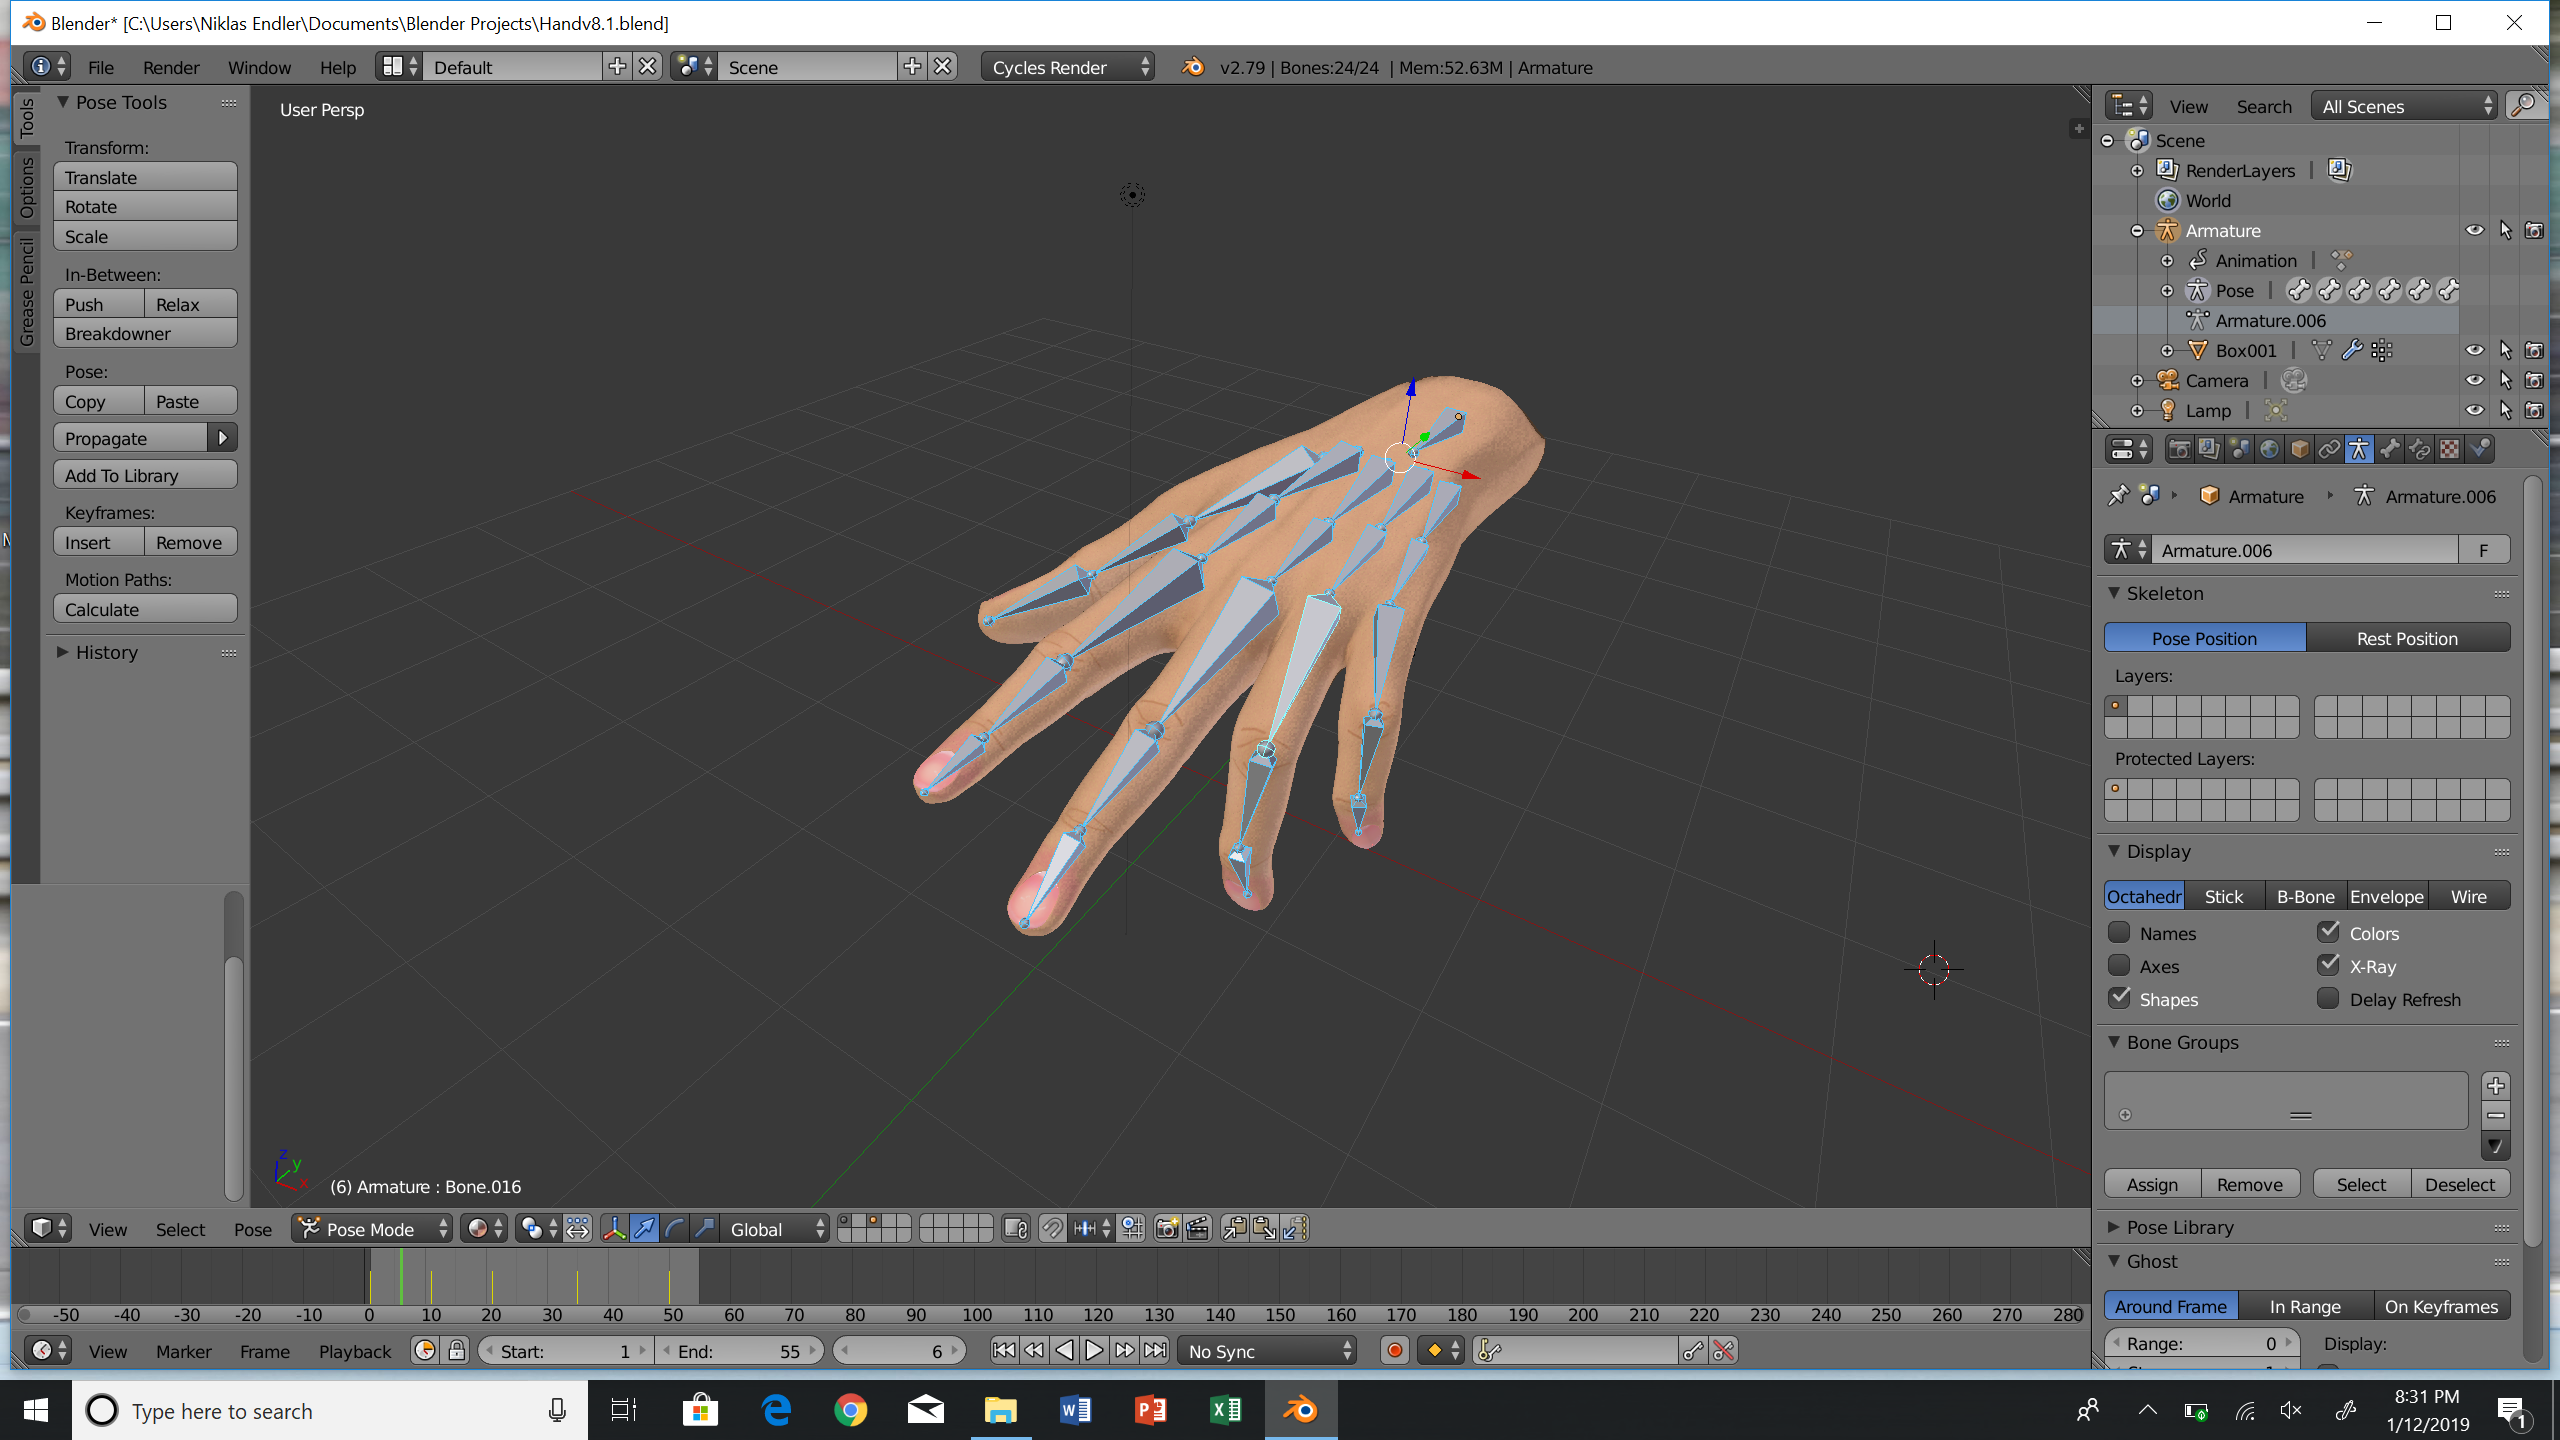 Blender* [C:\Users\Niklas Endler\Documents\Blender Projects\Handv8.1.blend]
File Render Window Help Default Scene Cycles Render v2.79 | Bones:24/24 | Mem:52.63M | Armature
Tools
Options
Grease Pencil
Pose Tools
Transform:
Translate
Rotate
Scale
In-Between:
Push Relax
Breakdowner
Pose:
Copy Paste
Propagate
Add To Library
Keyframes:
Insert Remove
Motion Paths:
Calculate
History
User Persp
z
y
x
(6) Armature : Bone.016
View Search All Scenes
Scene
RenderLayers |
World
Armature
Animation |
Pose |
Armature.006
Box001 |
Camera |
Lamp |
Armature Armature.006
Armature.006 F
Skeleton
Pose Position Rest Position
Layers:
Protected Layers:
Display
Octahedr Stick B-Bone Envelope Wire
Names Colors
Axes X-Ray
Shapes Delay Refresh
Bone Groups
Assign Remove Select Deselect
Pose Library
Ghost
Around Frame In Range On Keyframes
Range: 0 Display:
View Select Pose Pose Mode Global
-50 -40 -30 -20 -10 0 10 20 30 40 50 60 70 80 90 100 110 120 130 140 150 160 170 180 190 200 210 220 230 240 250 260 270 280
View Marker Frame Playback Start: 1 End: 55 6 No Sync
Type here to search
8:31 PM
1/12/2019
1